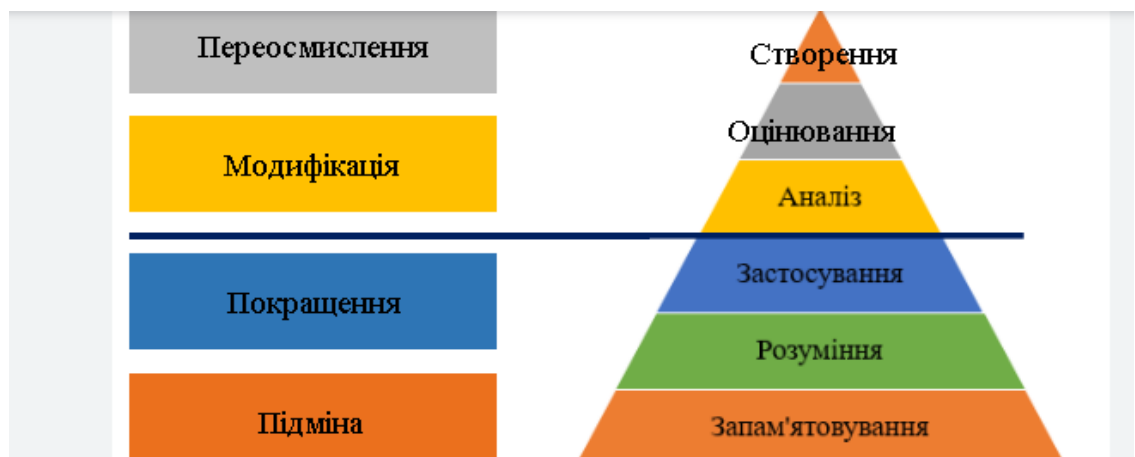 Переосмислення
Модифікація
Покращення
Підміна
Створення
Оцінювання
Аналіз
Застосування
Розуміння
Запам'ятовування